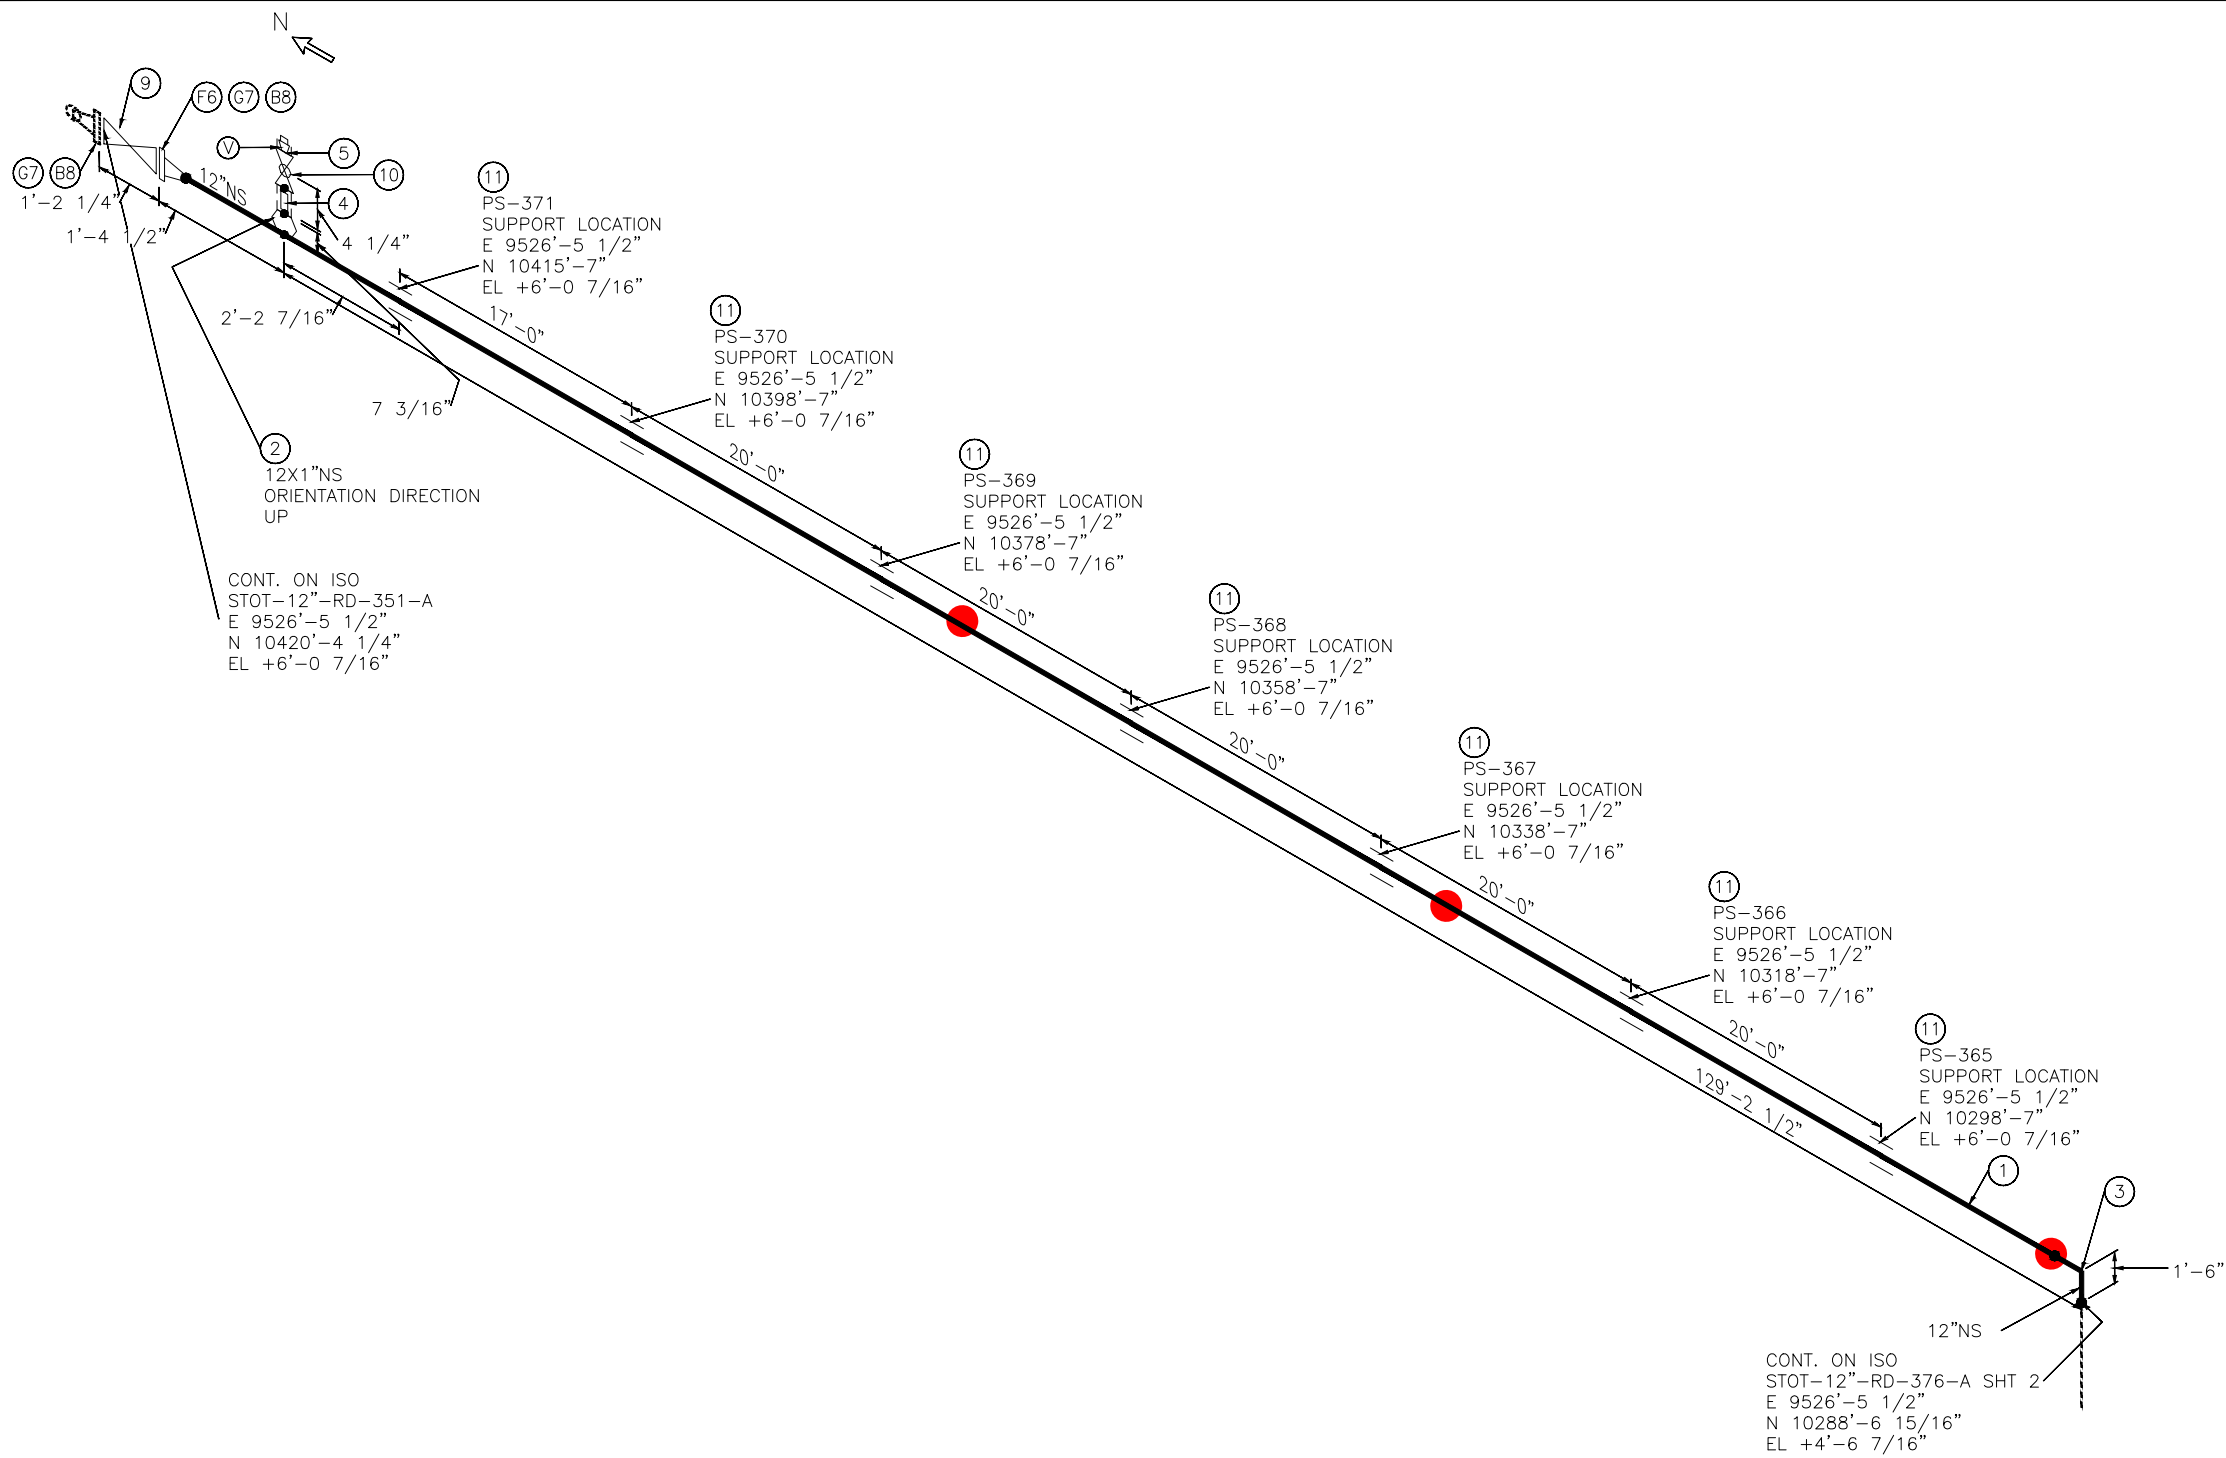 N
9
F6 G7 B8
V
5
G7 B8
10
12"NS
1'-2 1/4"
4
1'-4 1/2"
4 1/4"
11
PS-371
SUPPORT LOCATION
E 9526'-5 1/2"
N 10415'-7"
EL +6'-0 7/16"
2'-2 7/16"
17'-0"
7 3/16"
11
PS-370
SUPPORT LOCATION
E 9526'-5 1/2"
N 10398'-7"
EL +6'-0 7/16"
2
12X1"NS
ORIENTATION DIRECTION
UP
20'-0"
11
PS-369
SUPPORT LOCATION
E 9526'-5 1/2"
N 10378'-7"
EL +6'-0 7/16"
CONT. ON ISO
STOT-12"-RD-351-A
E 9526'-5 1/2"
N 10420'-4 1/4"
EL +6'-0 7/16"
20'-0"
11
PS-368
SUPPORT LOCATION
E 9526'-5 1/2"
N 10358'-7"
EL +6'-0 7/16"
20'-0"
11
PS-367
SUPPORT LOCATION
E 9526'-5 1/2"
N 10338'-7"
EL +6'-0 7/16"
20'-0"
11
PS-366
SUPPORT LOCATION
E 9526'-5 1/2"
N 10318'-7"
EL +6'-0 7/16"
20'-0"
11
PS-365
SUPPORT LOCATION
E 9526'-5 1/2"
N 10298'-7"
EL +6'-0 7/16"
129'-2 1/2"
1
3
1'-6"
12"NS
CONT. ON ISO
STOT-12"-RD-376-A SHT 2
E 9526'-5 1/2"
N 10288'-6 15/16"
EL +4'-6 7/16"